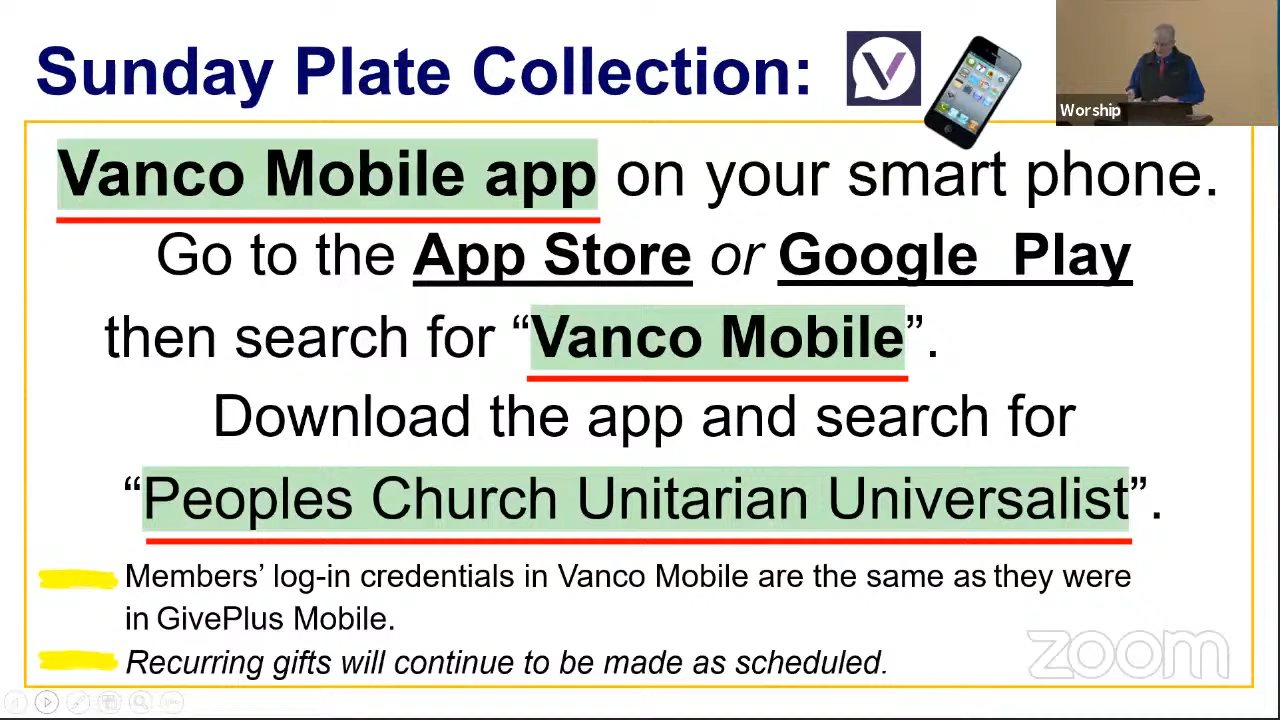 Sunday Plate Collection:
Worship
Vanco Mobile app on your smart phone.
Go to the App Store or Google Play
then search for “Vanco Mobile”.
Download the app and search for
“Peoples Church Unitarian Universalist”.
Members’ log-in credentials in Vanco Mobile are the same as they were
in GivePlus Mobile.
Recurring gifts will continue to be made as scheduled.
zoom